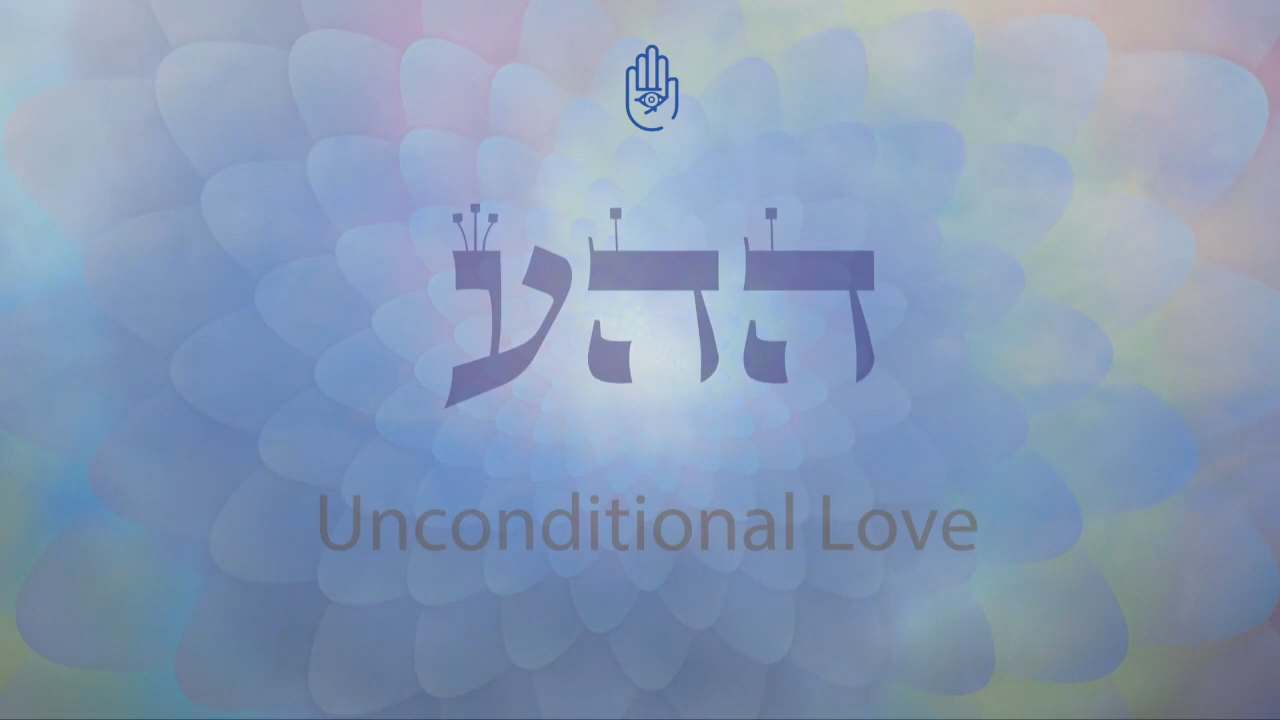 ההע
Unconditional Love